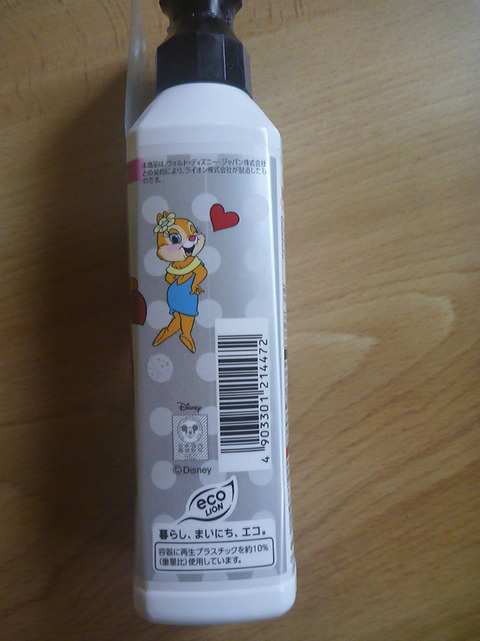 本商品は、ウォルト・ディズニー・ジャパン株式会社
との契約により、ライオン株式会社が製造したも
のです。
4 903301 214472
Disney
©Disney
eco
LION
暮らし、まいにち、エコ。
容器に再生プラスチックを約10%
(重量比)使用しています。